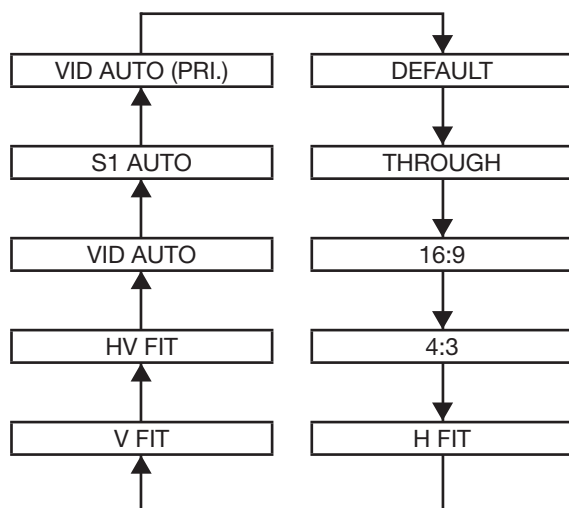 VID AUTO (PRI.)
DEFAULT
S1 AUTO
THROUGH
VID AUTO
16:9
HV FIT
4:3
V FIT
H FIT